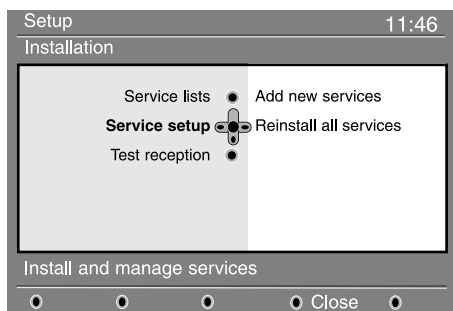 Setup 11:46
Installation
Service lists Add new services
Service setup Reinstall all services
Test reception
Install and manage services
Close